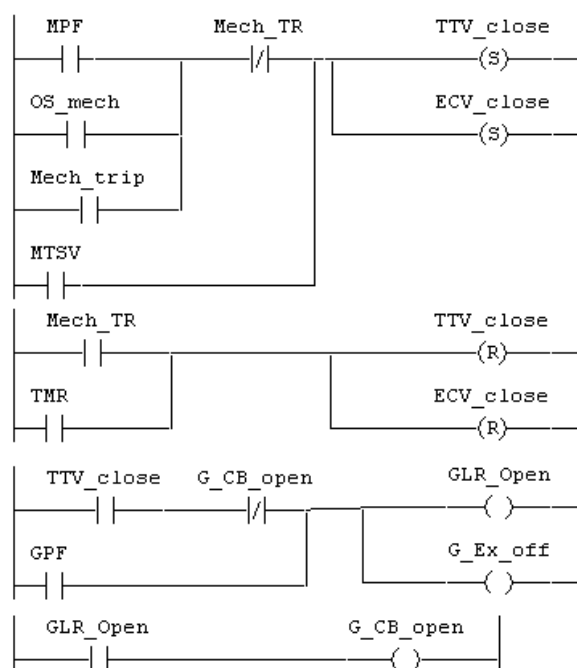 MPF Mech_TR TTV_close
(S)
OS_mech ECV_close
(S)
Mech_trip
MTSV
Mech_TR TTV_close
(R)
TMR ECV_close
(R)
TTV_close G_CB_open GLR_Open
GPF G_Ex_off
GLR_Open G_CB_open